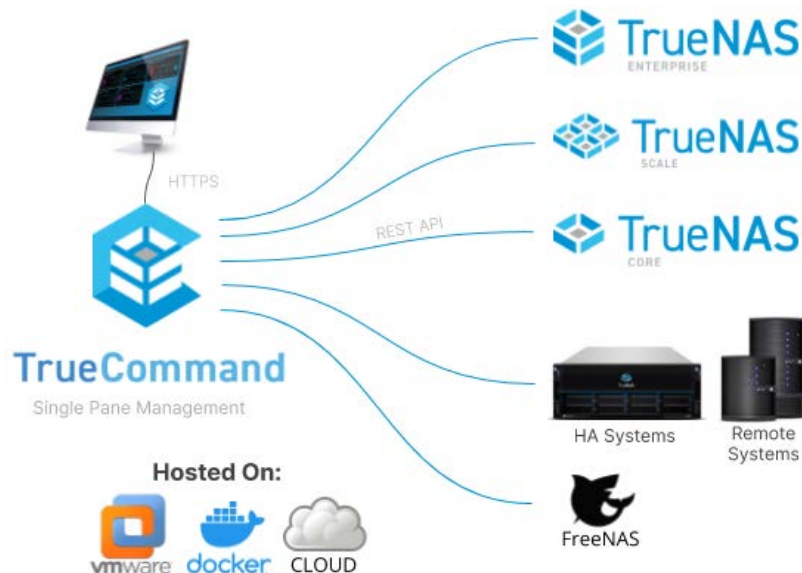 TrueNAS
ENTERPRISE
HTTPS
TrueNAS
SCALE
REST API
TrueNAS
CORE
TrueCommand
Single Pane Management
HA Systems
Remote
Systems
Hosted On:
vmware
docker
CLOUD
FreeNAS